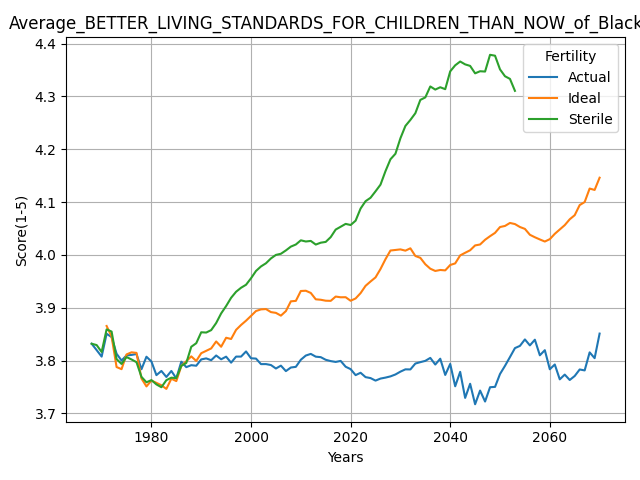 Average_BETTER_LIVING_STANDARDS_FOR_CHILDREN_THAN_NOW_of_Black
4.4
4.3
4.2
4.1
4.0
3.9
3.8
3.7
Score(1-5)
Fertility
Actual
Ideal
Sterile
1980 2000 2020 2040 2060
Years